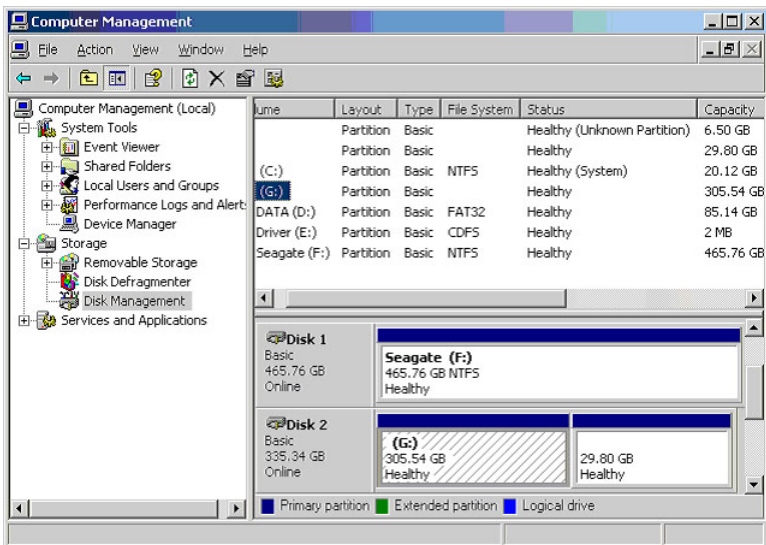 Computer Management
File Action View Window Help
Computer Management (Local)
System Tools
Event Viewer
Shared Folders
Local Users and Groups
Performance Logs and Alert:
Device Manager
Storage
Removable Storage
Disk Defragmenter
Disk Management
Services and Applications
lume Layout Type File System Status Capacity
Partition Basic Healthy (Unknown Partition) 6.50 GB
Partition Basic Healthy 29.80 GB
(C:) Partition Basic NTFS Healthy (System) 20.12 GB
(G:) Partition Basic Healthy 305.54 GB
DATA (D:) Partition Basic FAT32 Healthy 85.14 GB
Driver (E:) Partition Basic CDFS Healthy 2 MB
Seagate (F:) Partition Basic NTFS Healthy 465.76 GB
Disk 1
Basic
465.76 GB
Online
Seagate (F:)
465.76 GB NTFS
Healthy
Disk 2
Basic
335.34 GB
Online
(G:)
305.54 GB
Healthy
29.80 GB
Healthy
Primary partition Extended partition Logical drive